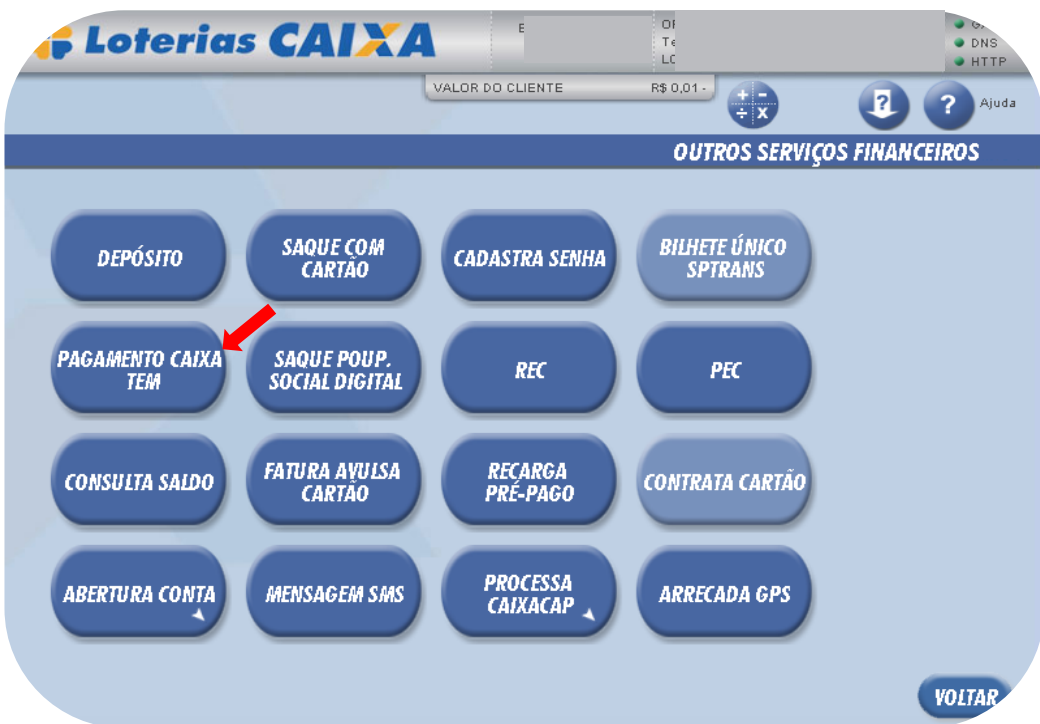 Loterias CAIXA
DNS
HTTP
VALOR DO CLIENTE R$ 0,01 -
+ -
÷ x
?
?
Ajuda
OUTROS SERVIÇOS FINANCEIROS
DEPÓSITO
SAQUE COM
CARTÃO
CADASTRA SENHA
BILHETE ÚNICO
SPTRANS
PAGAMENTO CAIXA
TEM
SAQUE POUP.
SOCIAL DIGITAL
REC
PEC
CONSULTA SALDO
FATURA AVULSA
CARTÃO
RECARGA
PRÉ-PAGO
CONTRATA CARTÃO
ABERTURA CONTA
MENSAGEM SMS
PROCESSA
CAIXACAP
ARRECADA GPS
VOLTAR